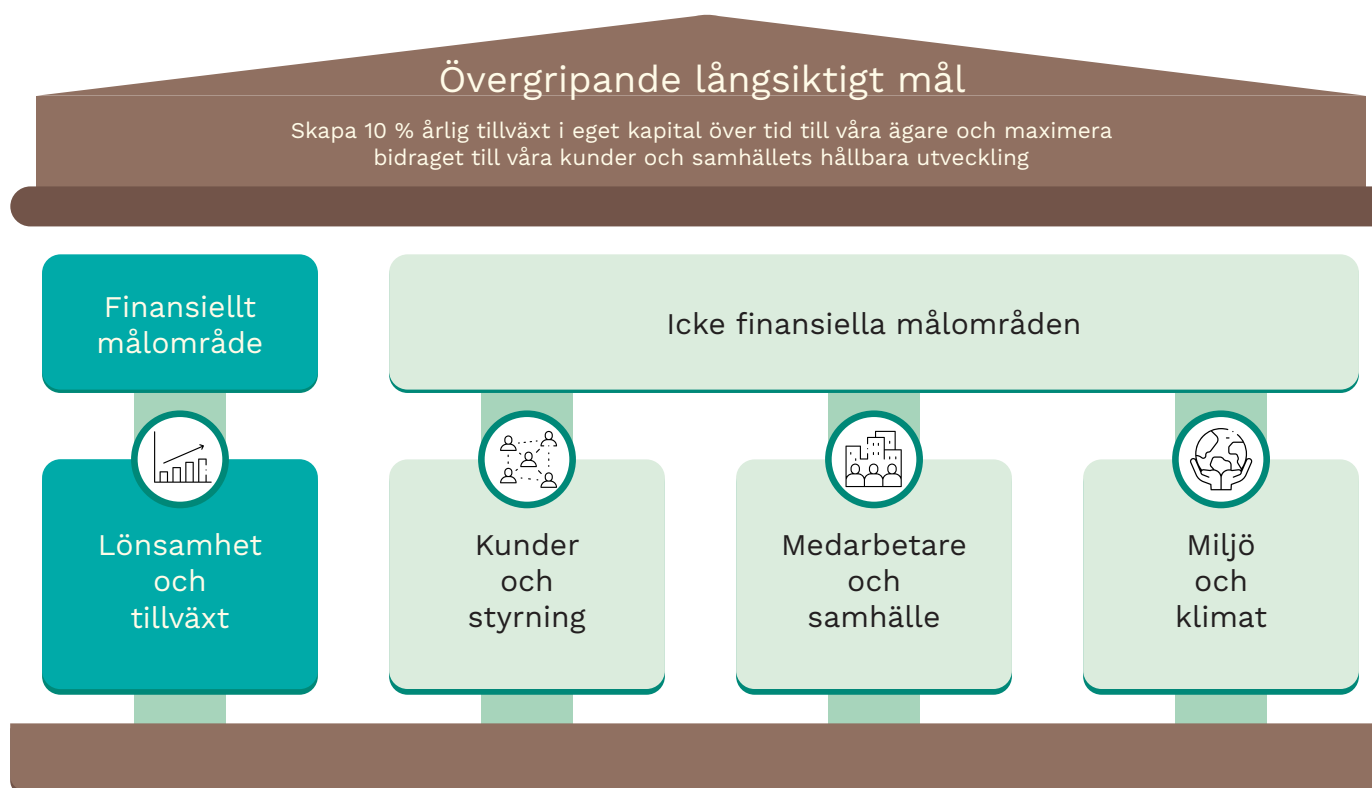 Övergripande långsiktigt mål
Skapa 10 % årlig tillväxt i eget kapital över tid till våra ägare och maximera
bidraget till våra kunder och samhällets hållbara utveckling
Finansiellt
målområde
Icke finansiella målområden
Lönsamhet
och
tillväxt
Kunder
och
styrning
Medarbetare
och
samhälle
Miljö
och
klimat